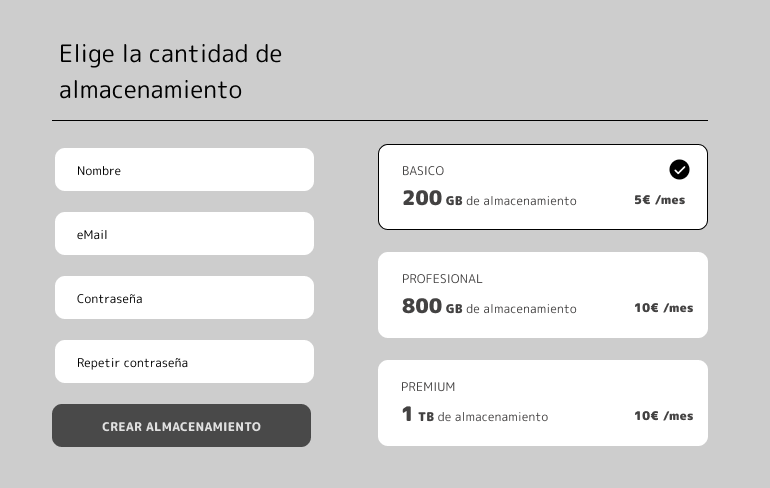 Elige la cantidad de
almacenamiento
Nombre
eMail
Contraseña
Repetir contraseña
CREAR ALMACENAMIENTO
BASICO
200 GB de almacenamiento 5€ /mes
PROFESIONAL
800 GB de almacenamiento 10€ /mes
PREMIUM
1 TB de almacenamiento 10€ /mes